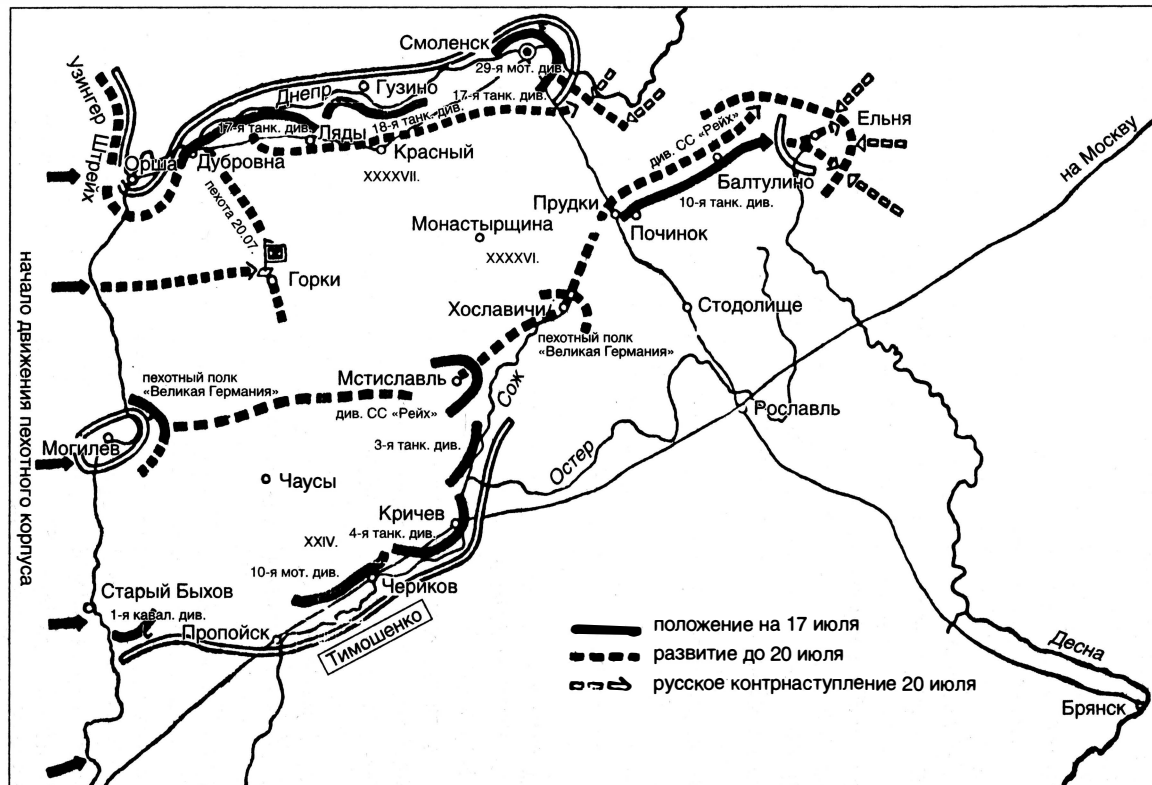 Смоленск
29-я мот. див.
Узингер
Штрейх
Днепр
Гузино
17-я танк. див.
17-я танк. див.
Ляды
18-я танк. див.
Красный
XXXXVII.
Орша
Дубровна
пехота 20.07.
Горки
Монастырщина
XXXXVI.
див. СС «Рейх»
Ельня
на Москву
Балтулино
10-я танк. див.
Прудки
Починок
Хославичи
пехотный полк
«Великая Германия»
Стодолище
начало движения пехотного корпуса
пехотный полк
«Великая Германия»
Мстиславль
див. СС «Рейх»
Сож
Могилев
3-я танк. див.
Остер
Рославль
Чаусы
Кричев
4-я танк. див.
XXIV.
10-я мот. див.
Чериков
Старый Быхов
1-я кавал. див.
Пропойск
Тимошенко
положение на 17 июля
развитие до 20 июля
русское контрнаступление 20 июля
Десна
Брянск